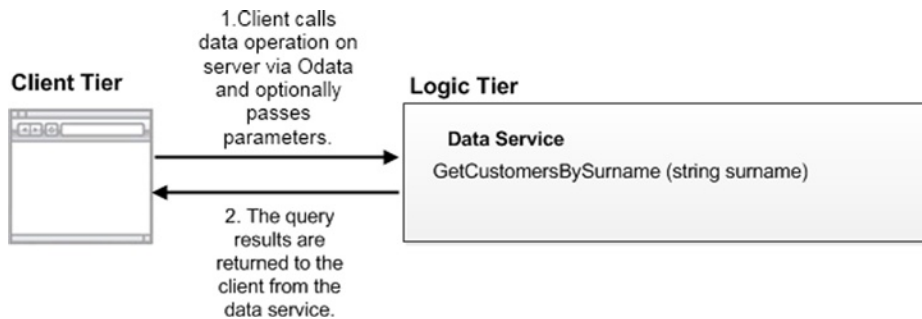 1.Client calls
data operation on
server via Odata
and optionally
passes
parameters.
Client Tier
Logic Tier
Data Service
GetCustomersBySurname (string surname)
2. The query
results are
returned to the
client from the
data service.